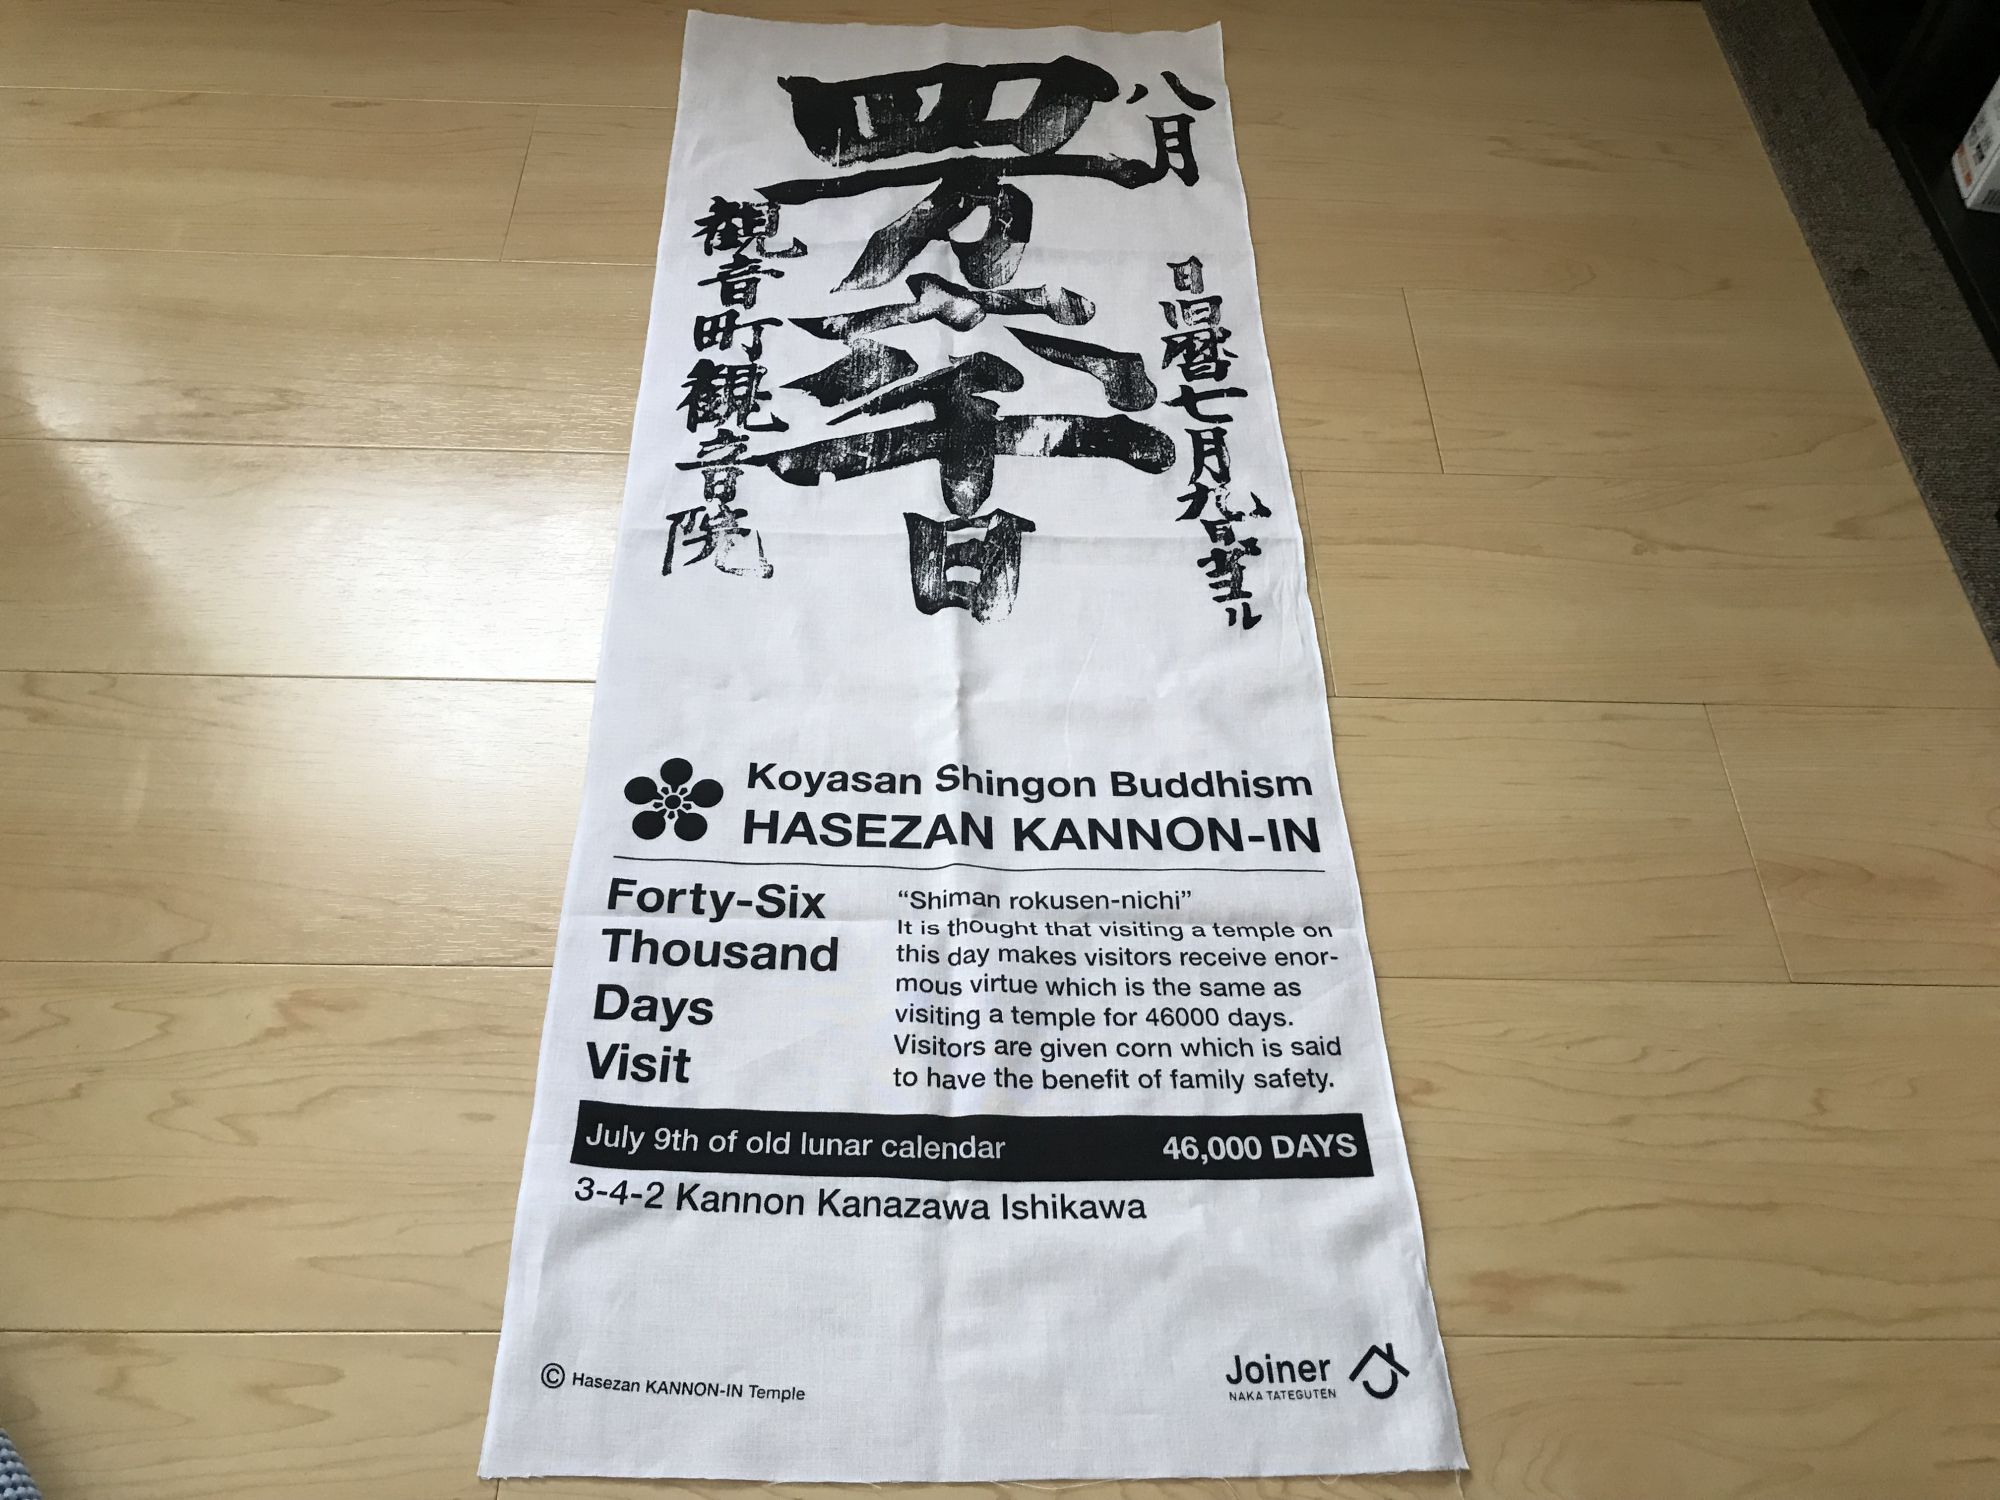 八月　日旧暦七月九日ニ当ル
四万六千日
観音町観音院
Koyasan Shingon Buddhism
HASEZAN KANNON-IN
Forty-Six
Thousand
Days
Visit
“Shiman rokusen-nichi”
It is thought that visiting a temple on
this day makes visitors receive enor-
mous virtue which is the same as
visiting a temple for 46000 days.
Visitors are given corn which is said
to have the benefit of family safety.
July 9th of old lunar calendar 46,000 DAYS
3-4-2 Kannon Kanazawa Ishikawa
© Hasezan KANNON-IN Temple
Joiner
NAKA TATEGUTEN